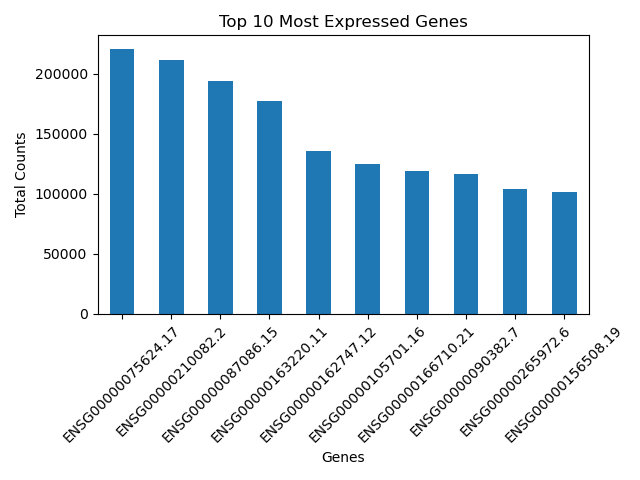 Top 10 Most Expressed Genes
Total Counts
200000
150000
100000
50000
0
ENSG00000075624.17
ENSG00000210082.2
ENSG00000087086.15
ENSG00000163220.11
ENSG00000162747.12
ENSG00000105701.16
ENSG00000166710.21
ENSG00000090382.7
ENSG00000265972.6
ENSG00000156508.19
Genes